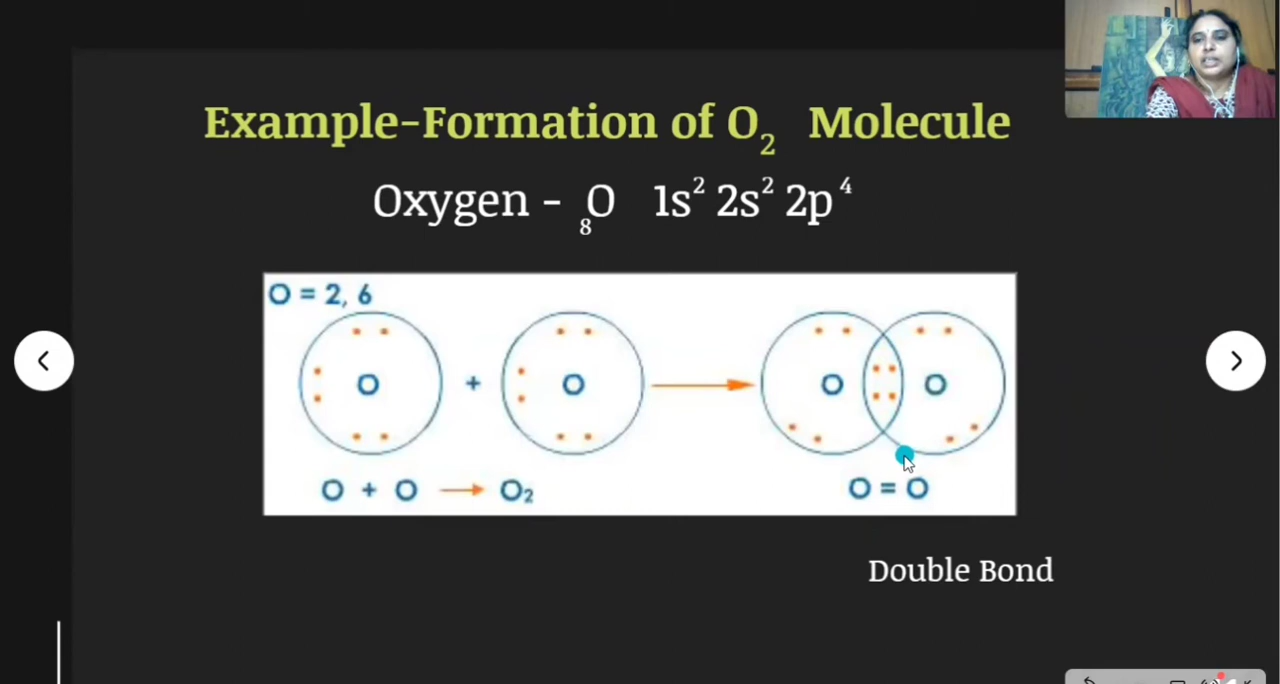 Example-Formation of O₂ Molecule
Oxygen - ₈O 1s² 2s² 2p⁴
O = 2, 6
O + O →
O O
O + O → O₂
O = O
Double Bond